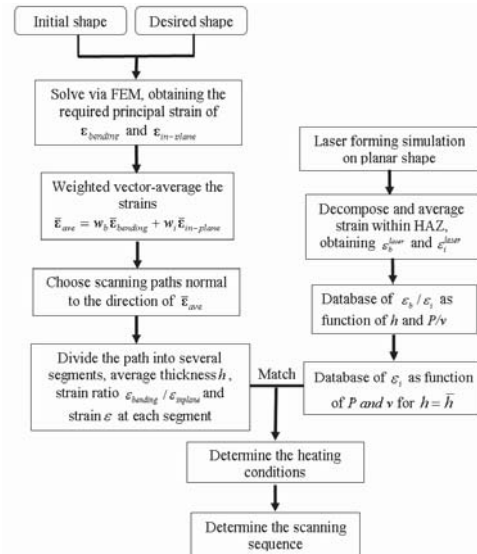 Initial shape
Desired shape
Solve via FEM, obtaining the
required principal strain of
ε_bending and ε_in-plane
Weighted vector-average the
strains
ε̄_ave = w_b ε̄_bending + w_i ε̄_in-plane
Choose scanning paths normal
to the direction of ε̄_ave
Divide the path into several
segments, average thickness h,
strain ratio ε_bending / ε_inplane and
strain ε at each segment
Laser forming simulation
on planar shape
Decompose and average
strain within HAZ,
obtaining ε_b^laser and ε_i^laser
Database of ε_b / ε_i as
function of h and P/v
Database of ε_i as function
of P and v for h = h̄
Match
Determine the heating
conditions
Determine the scanning
sequence